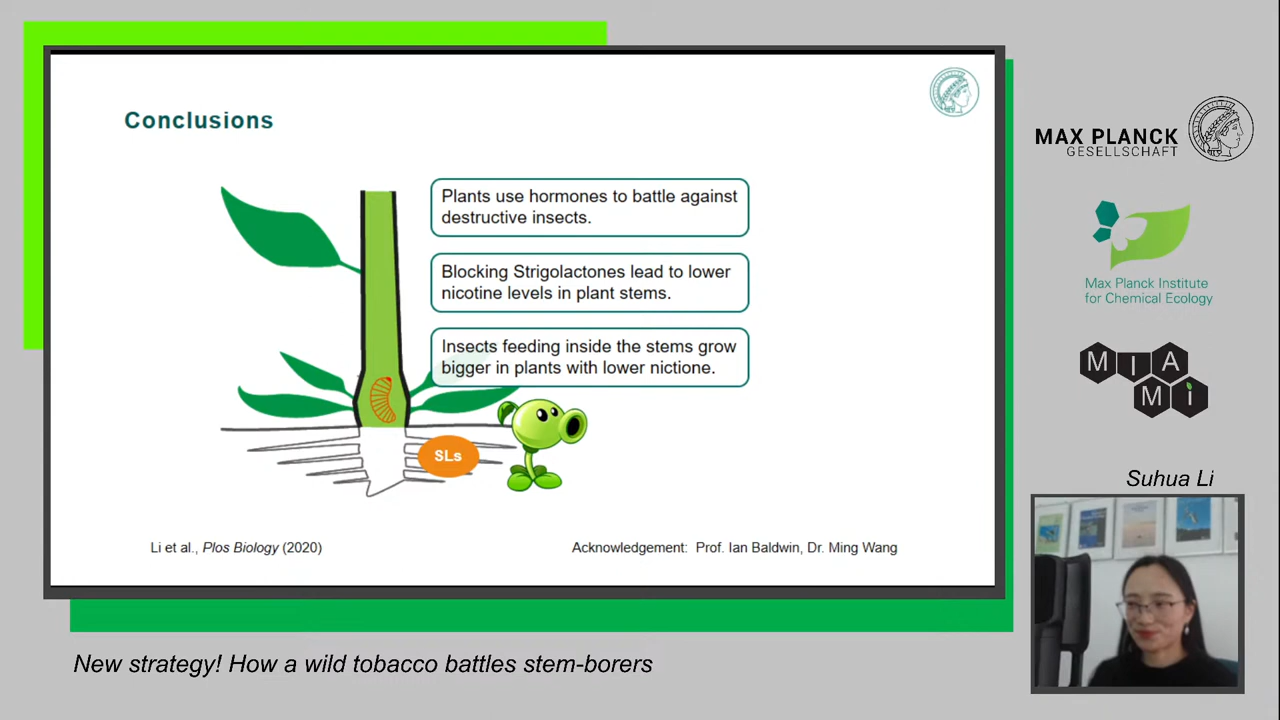 Conclusions
Plants use hormones to battle against
destructive insects.
Blocking Strigolactones lead to lower
nicotine levels in plant stems.
Insects feeding inside the stems grow
bigger in plants with lower nictione.
SLs
Li et al., Plos Biology (2020)
Acknowledgement: Prof. Ian Baldwin, Dr. Ming Wang
MAX PLANCK
GESELLSCHAFT
Max Planck Institute
for Chemical Ecology
MIAMi
Suhua Li
New strategy! How a wild tobacco battles stem-borers